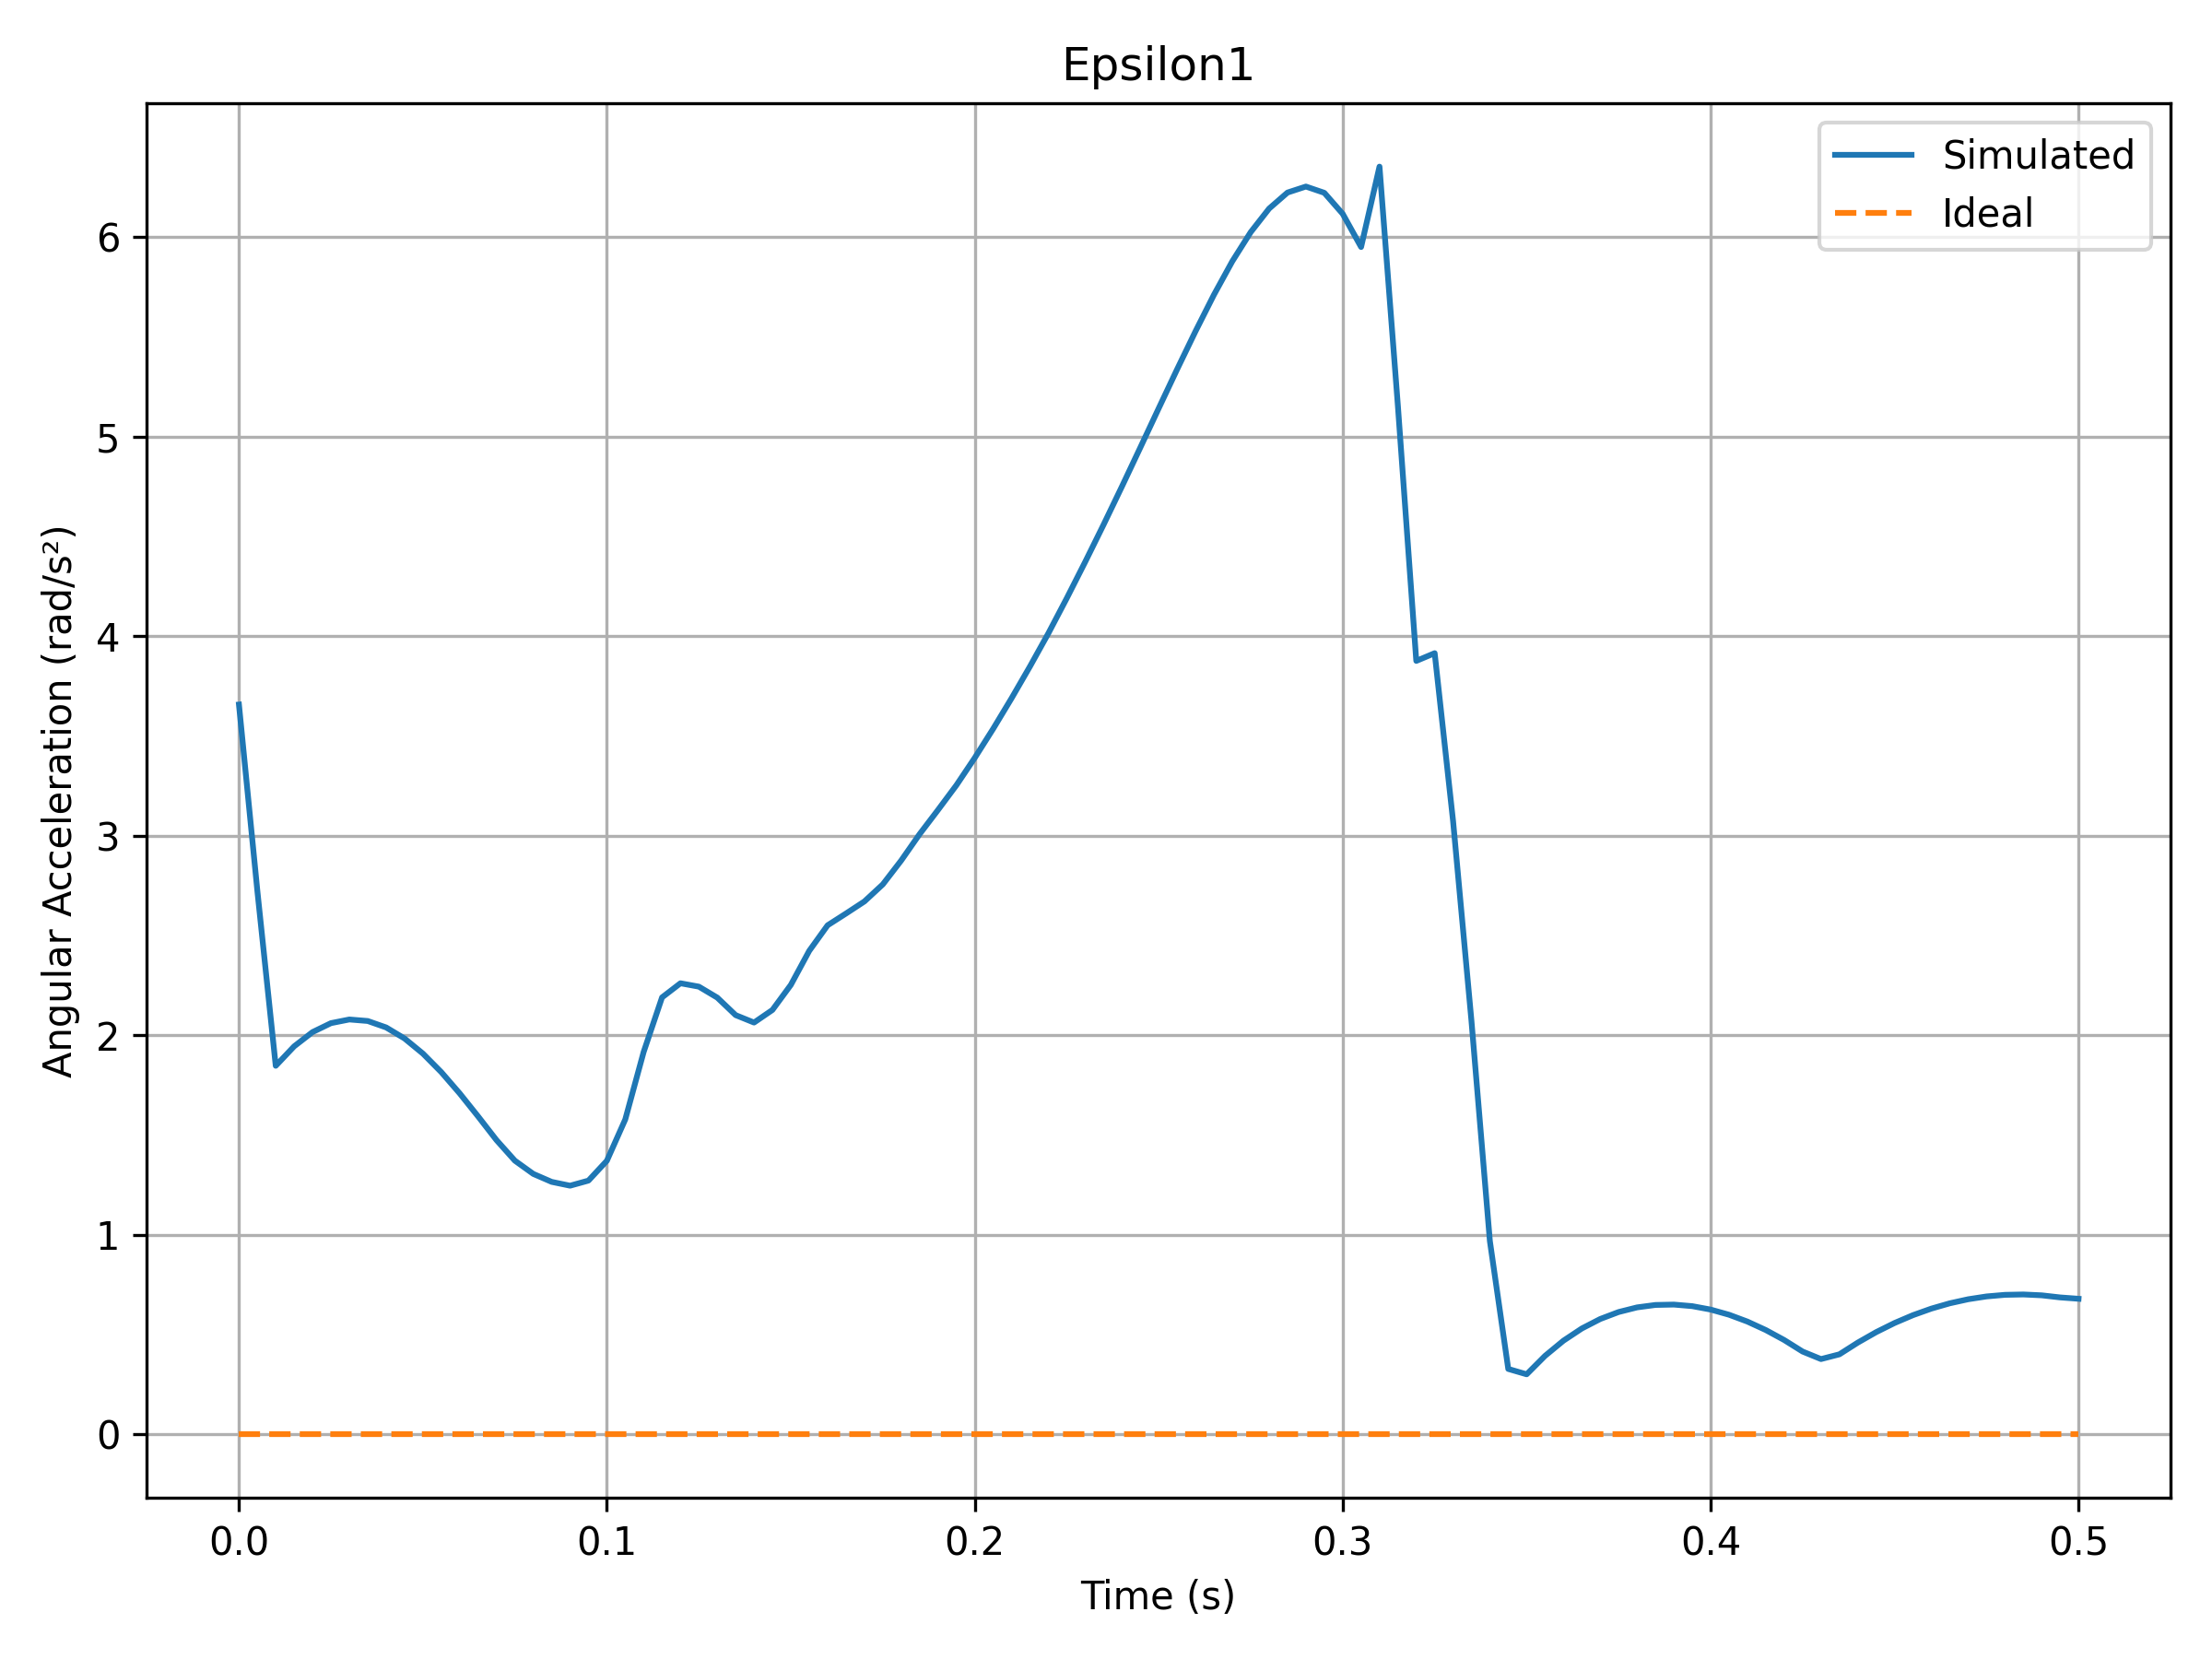 Epsilon1
Simulated
Ideal
Angular Acceleration (rad/s²)
6
5
4
3
2
1
0
0.0 0.1 0.2 0.3 0.4 0.5
Time (s)